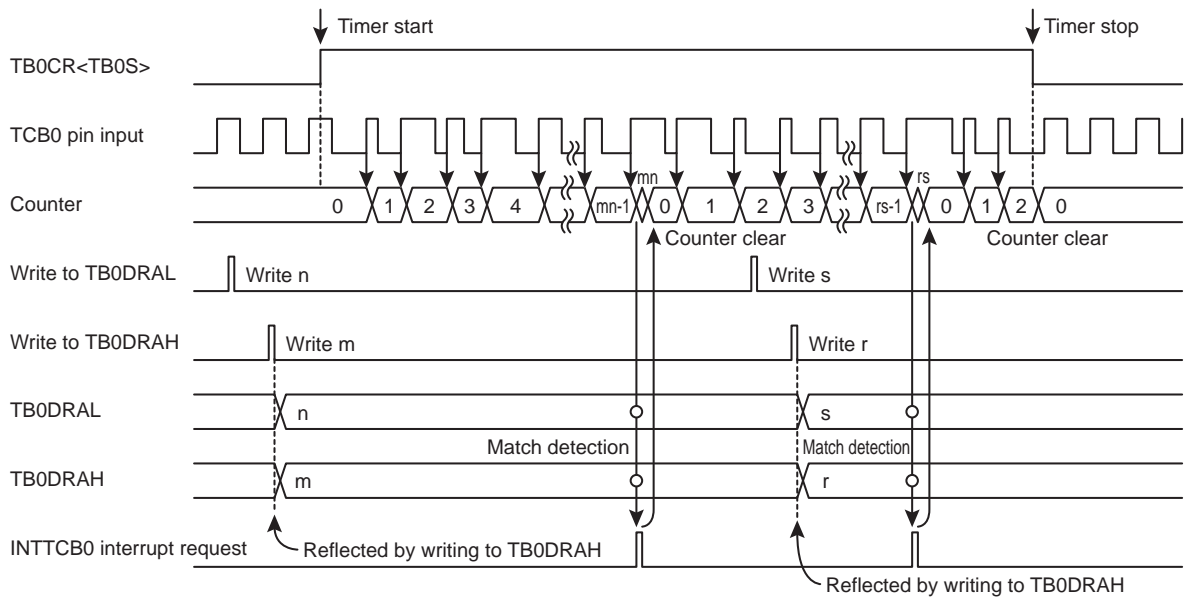 Timer start
Timer stop
TB0CR<TB0S>
TCB0 pin input
mn
rs
Counter
0 1 2 3 4 mn-1 0 1 2 3 rs-1 0 1 2 0
Counter clear
Counter clear
Write to TB0DRAL
Write n
Write s
Write to TB0DRAH
Write m
Write r
TB0DRAL
n
s
Match detection
Match detection
TB0DRAH
m
r
INTTCB0 interrupt request
Reflected by writing to TB0DRAH
Reflected by writing to TB0DRAH